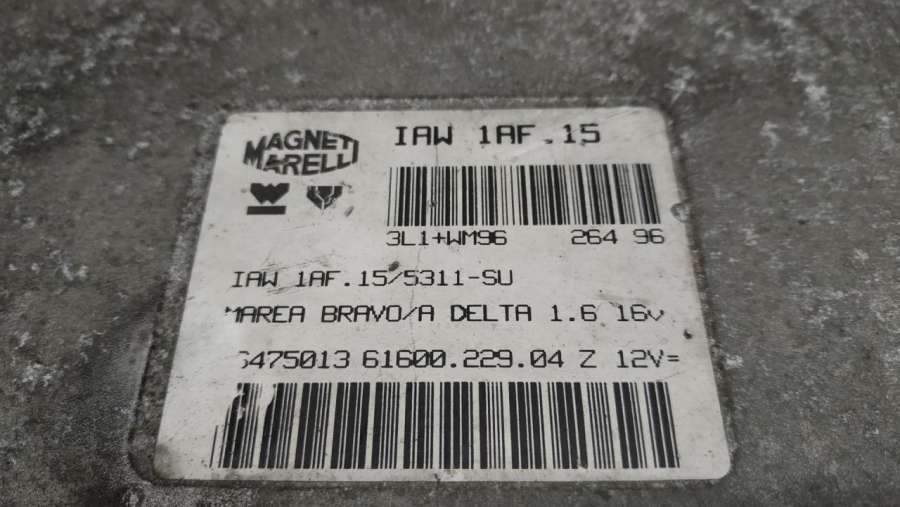 MAGNETI MARELLI
IAW 1AF.15
3L1+WM96 264 96
IAW 1AF.15/5311-SU
MAREA BRAVO/A DELTA 1.6 16v
6475013 61600.229.04 Z 12V=